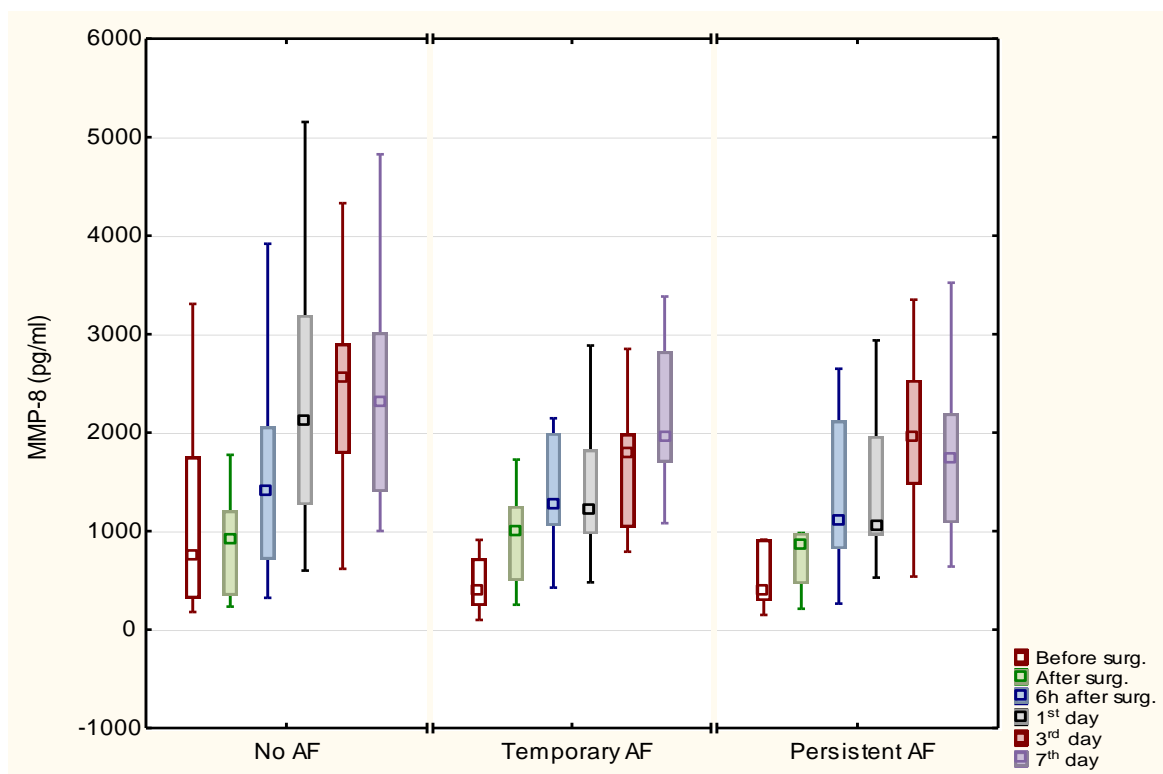 6000
5000
4000
3000
2000
1000
0
-1000
MMP-8 (pg/ml)
No AF
Temporary AF
Persistent AF
Before surg.
After surg.
6h after surg.
1st day
3rd day
7th day